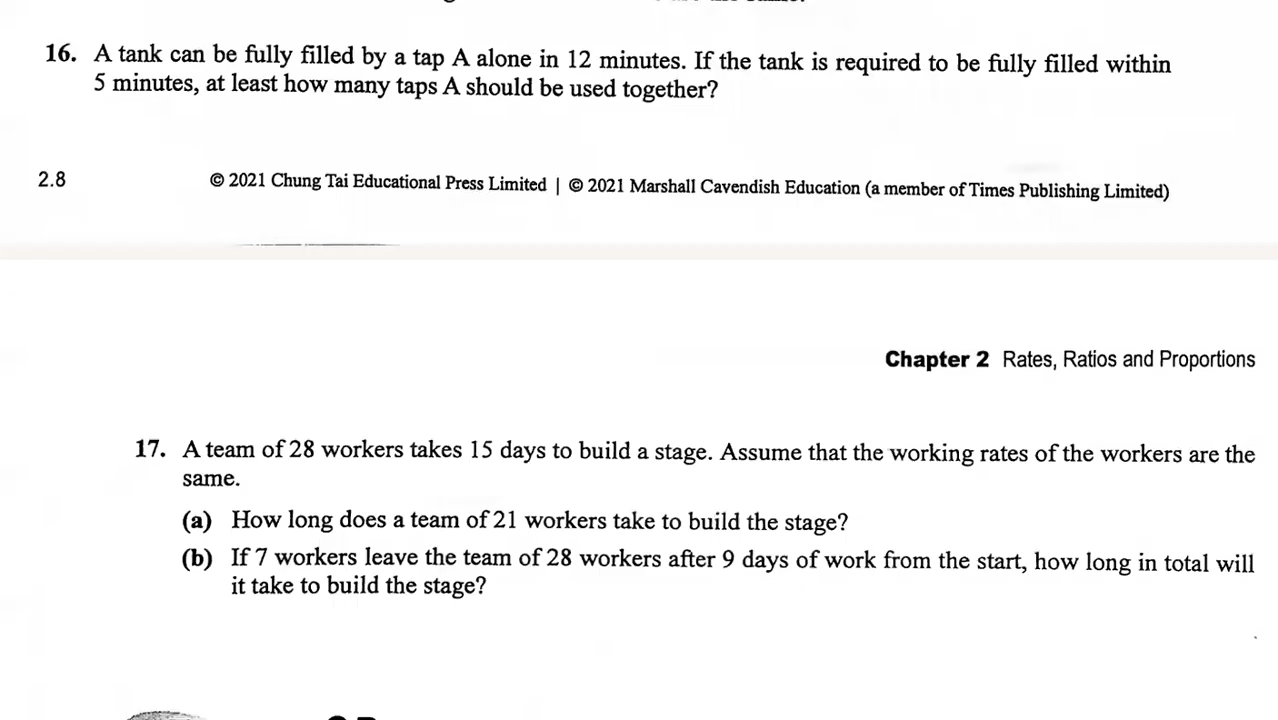 16. A tank can be fully filled by a tap A alone in 12 minutes. If the tank is required to be fully filled within
5 minutes, at least how many taps A should be used together?
2.8 © 2021 Chung Tai Educational Press Limited | © 2021 Marshall Cavendish Education (a member of Times Publishing Limited)
Chapter 2 Rates, Ratios and Proportions
17. A team of 28 workers takes 15 days to build a stage. Assume that the working rates of the workers are the
same.
(a) How long does a team of 21 workers take to build the stage?
(b) If 7 workers leave the team of 28 workers after 9 days of work from the start, how long in total will
it take to build the stage?